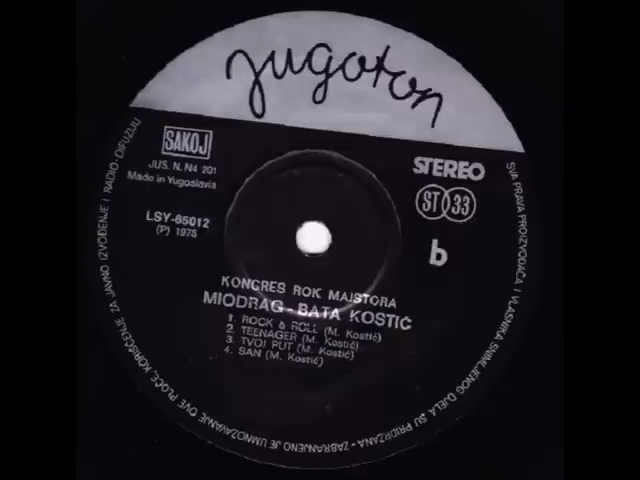 jugoton
SAKOJ
JUS. N. N4 201
Made in Yugoslavia
STEREO
ST 33
LSY-65012
(P) 1975
b
KONGRES ROK MAJSTORA
MIODRAG - BATA KOSTIĆ
1. ROCK & ROLL (M. Kostić)
2. TEENAGER (M. Kostić)
3. TVOJ PUT (M. Kostić)
4. SAN (M. Kostić)
SVA PRAVA PROIZVOĐAČA I VLASNIKA SNIMLJENOG DJELA SU PRIDRŽANA - ZABRANJENO JE UMNOŽAVANJE OVE PLOČE, KORIŠĆENJE ZA JAVNO IZVOĐENJE I RADIO-DIFUZIJU